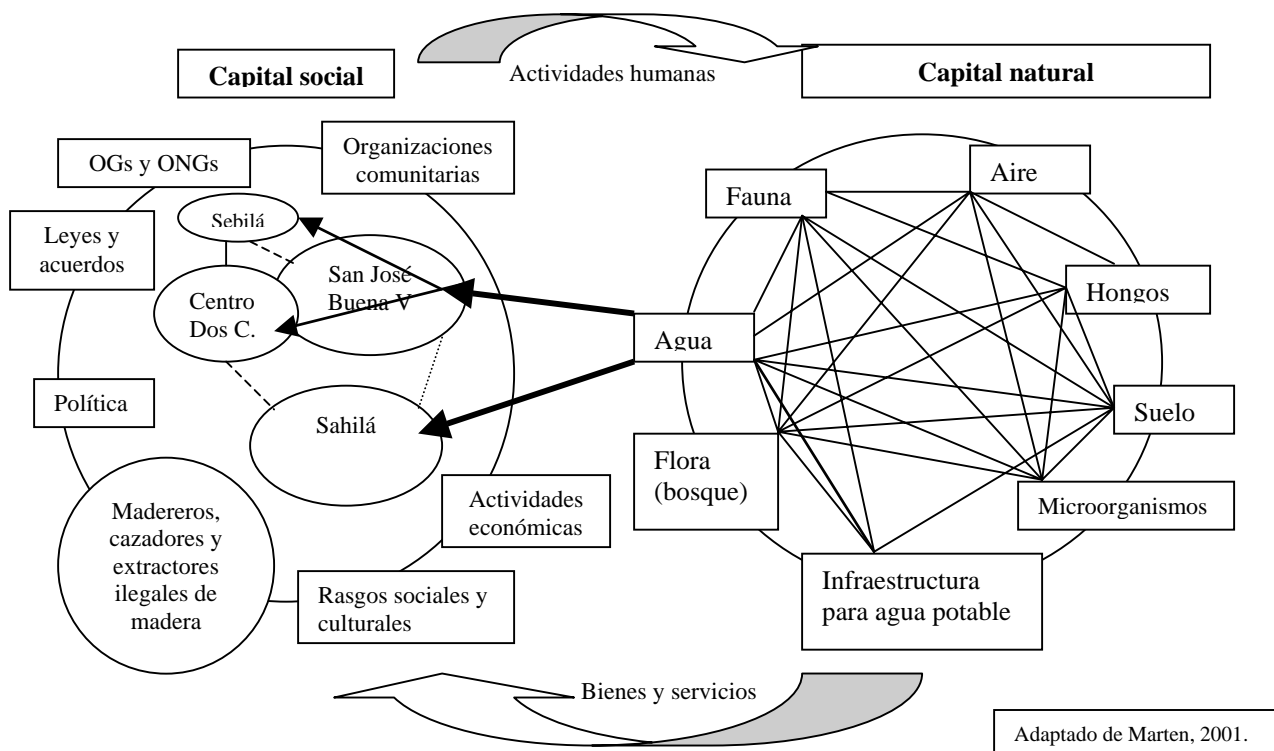 Capital social
Actividades humanas
Capital natural
OGs y ONGs
Organizaciones
comunitarias
Sebilá
Leyes y
acuerdos
San José
Buena V
Centro
Dos C.
Política
Sahilá
Madereros,
cazadores y
extractores
ilegales de
madera
Actividades
económicas
Rasgos sociales y
culturales
Fauna
Aire
Hongos
Agua
Suelo
Flora
(bosque)
Microorganismos
Infraestructura
para agua potable
Bienes y servicios
Adaptado de Marten, 2001.